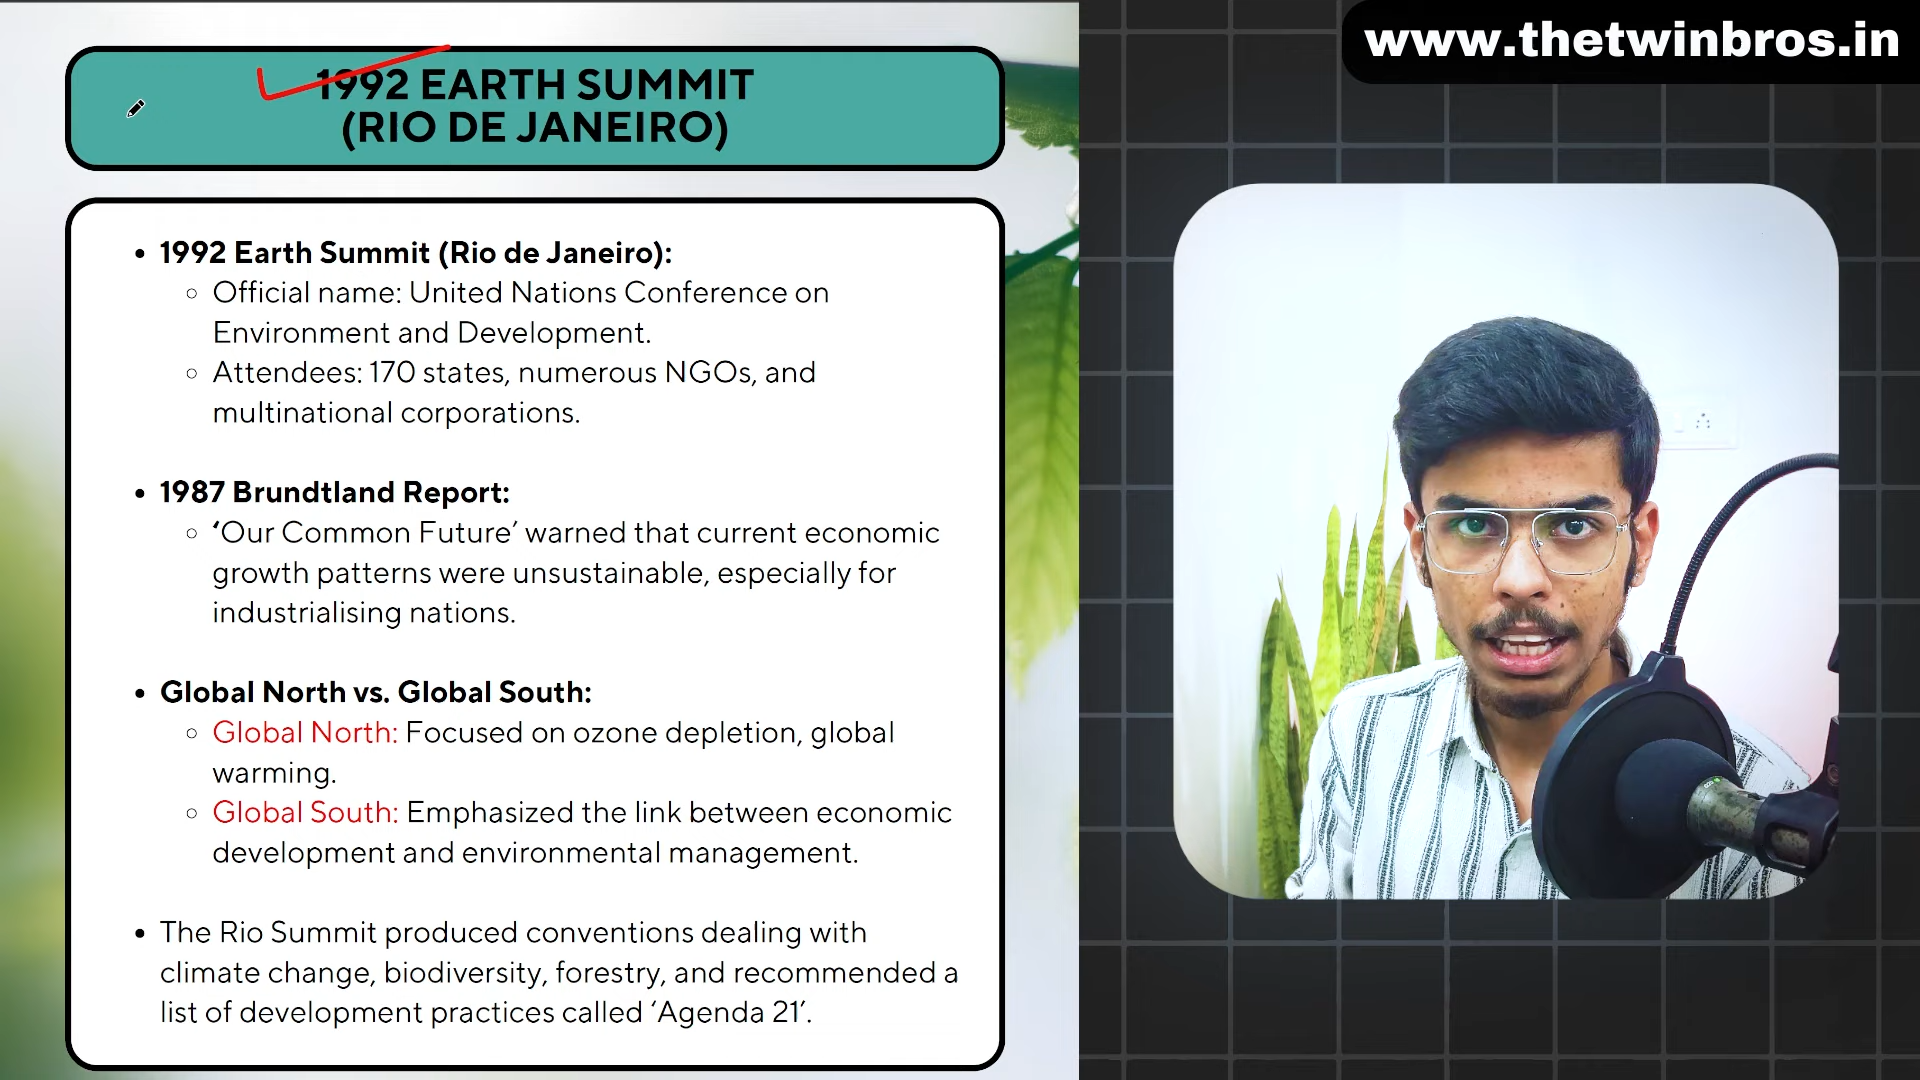 www.thetwinbros.in
1992 EARTH SUMMIT
(RIO DE JANEIRO)
• 1992 Earth Summit (Rio de Janeiro):
○ Official name: United Nations Conference on
Environment and Development.
○ Attendees: 170 states, numerous NGOs, and
multinational corporations.
• 1987 Brundtland Report:
○ ‘Our Common Future’ warned that current economic
growth patterns were unsustainable, especially for
industrialising nations.
• Global North vs. Global South:
○ Global North: Focused on ozone depletion, global
warming.
○ Global South: Emphasized the link between economic
development and environmental management.
• The Rio Summit produced conventions dealing with
climate change, biodiversity, forestry, and recommended a
list of development practices called ‘Agenda 21’.